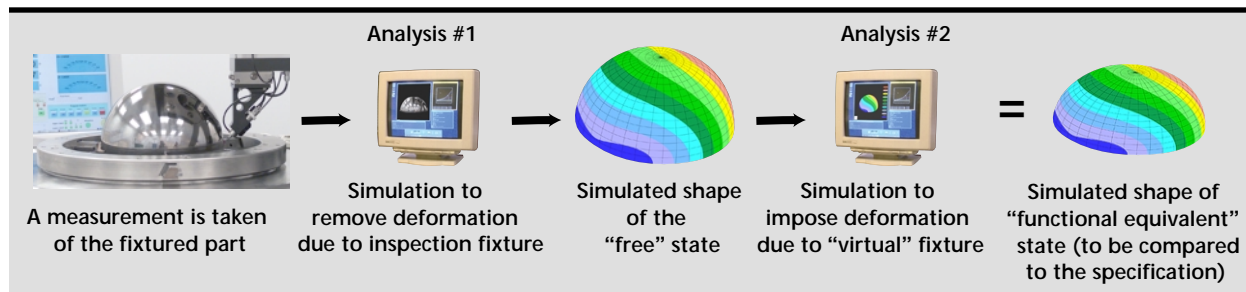 Analysis #1
Analysis #2
=
A measurement is taken
of the fixtured part
Simulation to
remove deformation
due to inspection fixture
Simulated shape
of the
“free” state
Simulation to
impose deformation
due to “virtual” fixture
Simulated shape of
“functional equivalent”
state (to be compared
to the specification)